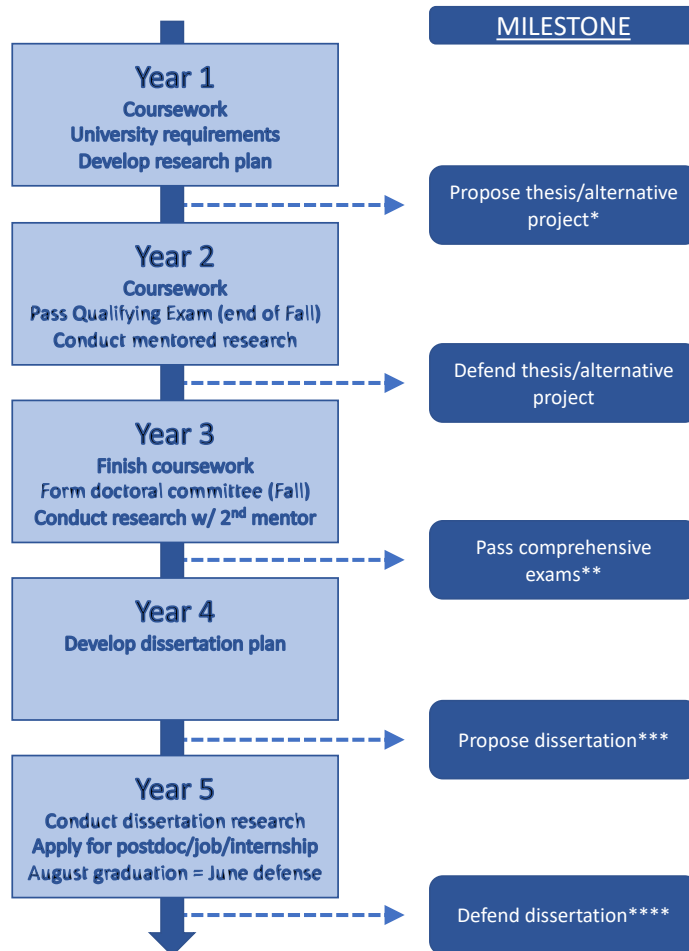 MILESTONE
Year 1
Coursework
University requirements
Develop research plan
Propose thesis/alternative
project*
Year 2
Coursework
Pass Qualifying Exam (end of Fall)
Conduct mentored research
Defend thesis/alternative
project
Year 3
Finish coursework
Form doctoral committee (Fall)
Conduct research w/ 2nd mentor
Pass comprehensive
exams**
Year 4
Develop dissertation plan
Propose dissertation***
Year 5
Conduct dissertation research
Apply for postdoc/job/internship
August graduation = June defense
Defend dissertation****